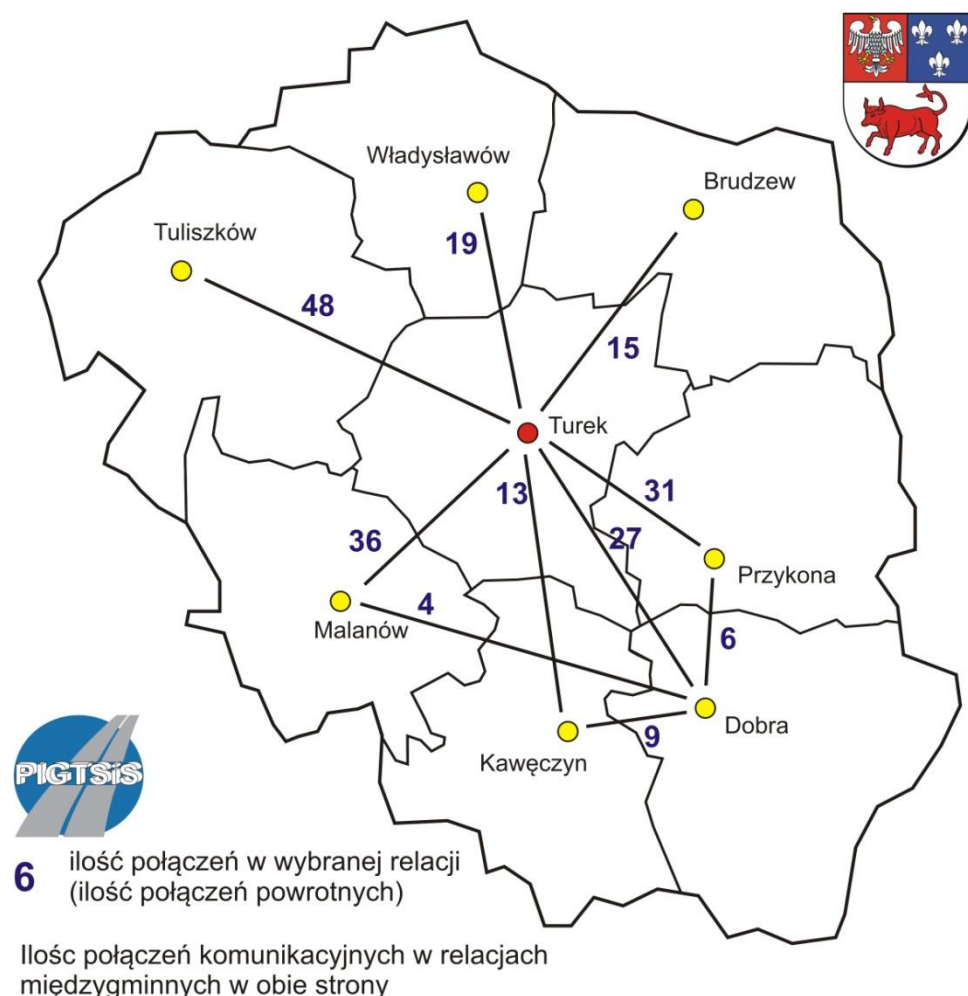 Władysławów
Brudzew
Tuliszków
19
48
15
Turek
13
31
36
27
Przykona
4
Malanów
6
Dobra
9
Kawęczyn
PIGTSiS
6
ilość połączeń w wybranej relacji
(ilość połączeń powrotnych)
Ilośc połączeń komunikacyjnych w relacjach
międzygminnych w obie strony